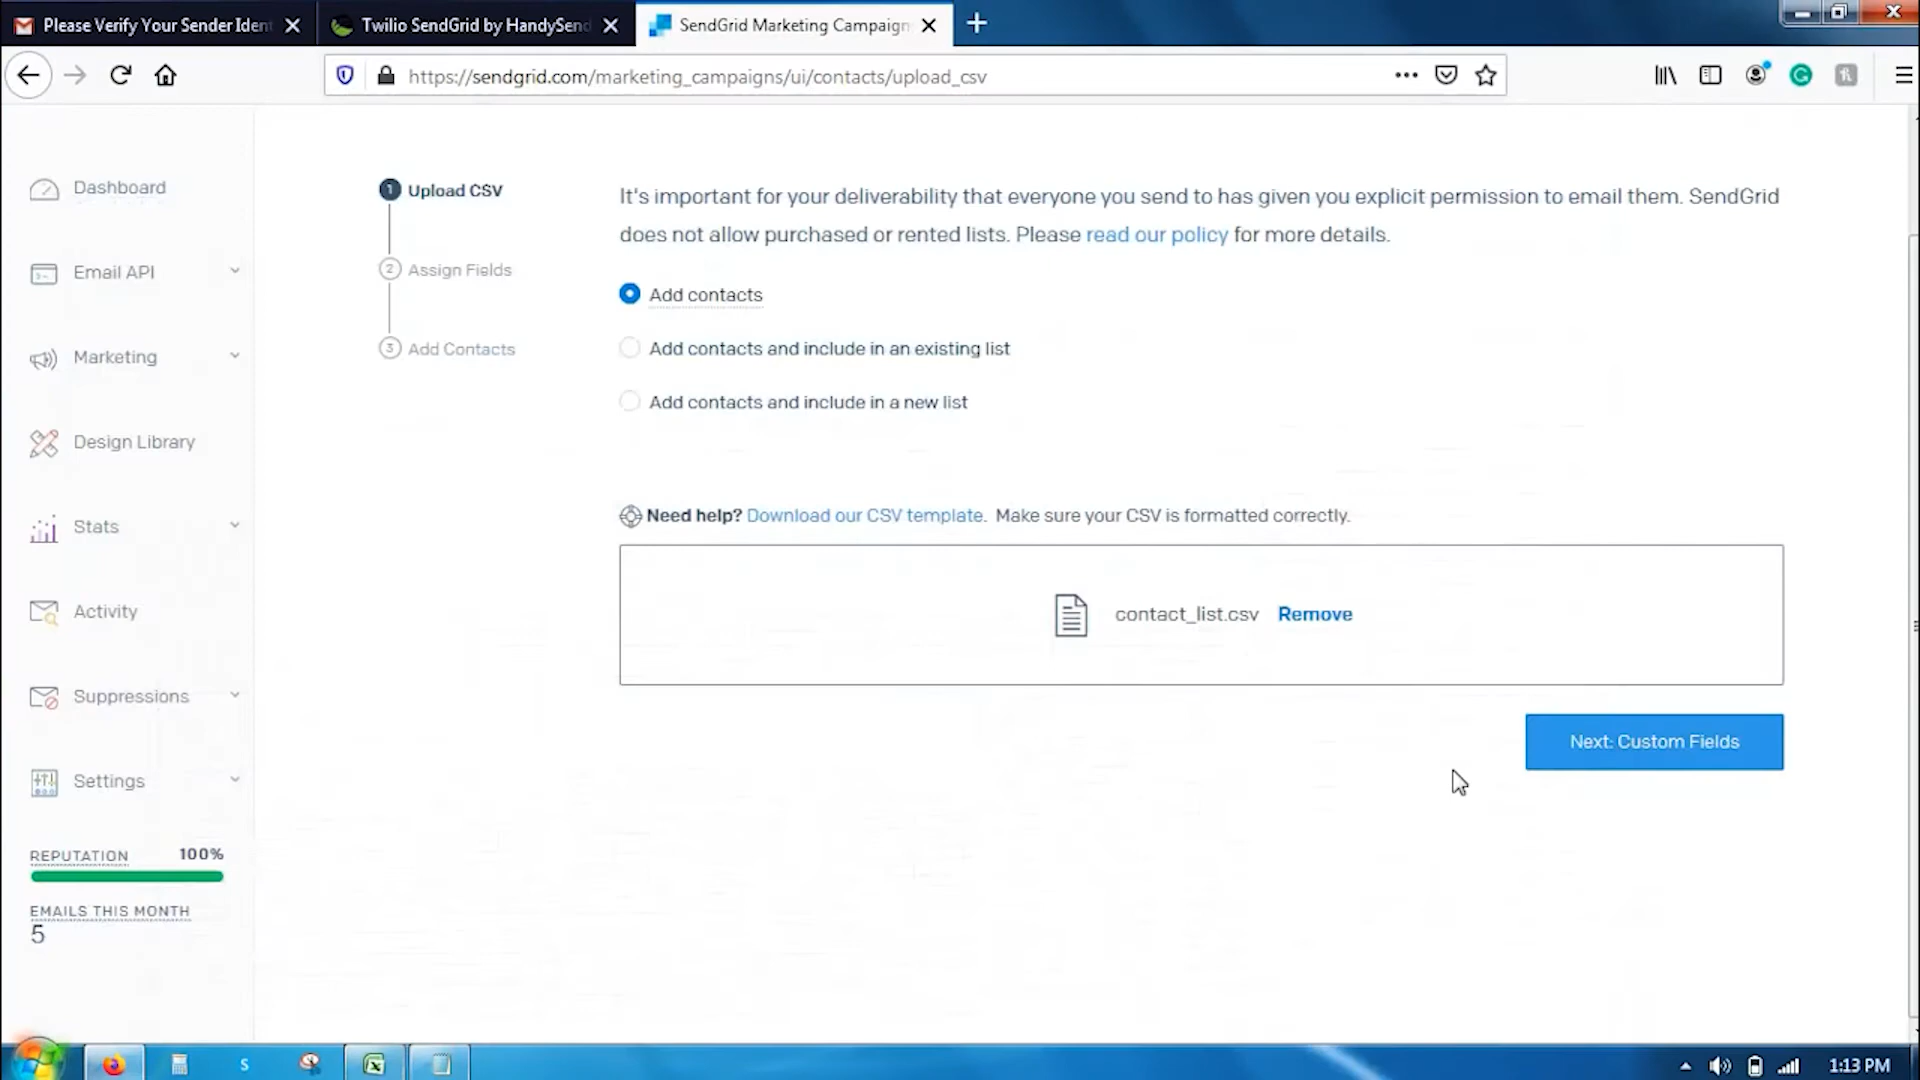 Please Verify Your Sender Iden
Twilio SendGrid by HandySend
SendGrid Marketing Campaign
https://sendgrid.com/marketing_campaigns/ui/contacts/upload_csv
Dashboard
Email API
Marketing
Design Library
Stats
Activity
Suppressions
Settings
REPUTATION 100%
EMAILS THIS MONTH
5
1 Upload CSV
2 Assign Fields
3 Add Contacts
It's important for your deliverability that everyone you send to has given you explicit permission to email them. SendGrid
does not allow purchased or rented lists. Please read our policy for more details.
Add contacts
Add contacts and include in an existing list
Add contacts and include in a new list
Need help? Download our CSV template. Make sure your CSV is formatted correctly.
contact_list.csv Remove
Next: Custom Fields
1:13 PM